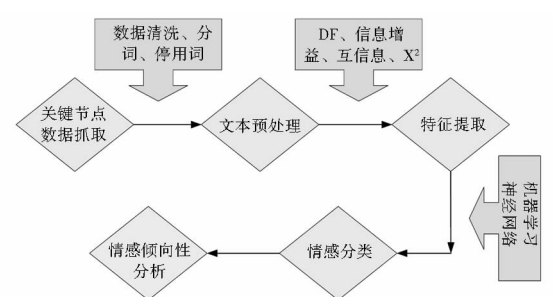 数据清洗、分
词、停用词
DF、信息增
益、互信息、X²
关键节点
数据抓取
文本预处理
特征提取
机器学习
神经网络
情感分类
情感倾向性
分析